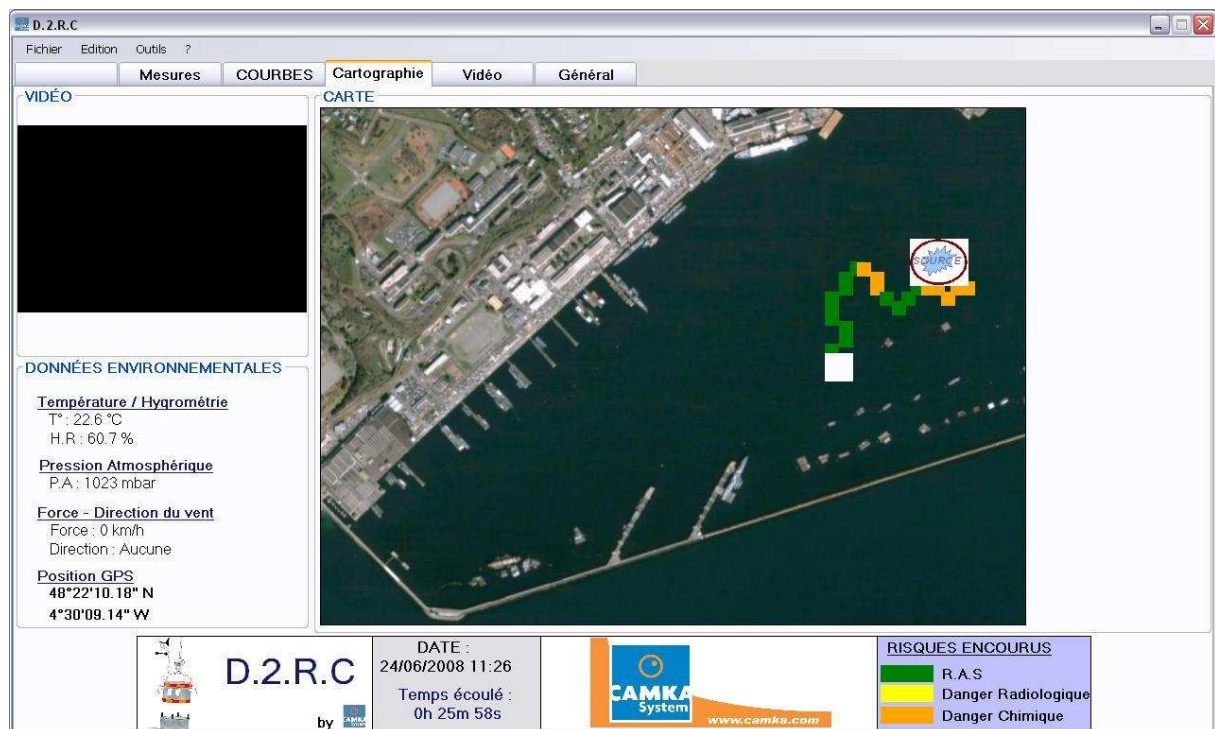 D.2.R.C
Fichier Edition Outils ?
Mesures COURBES Cartographie Vidéo Général
VIDÉO
CARTE
SOURCE
DONNÉES ENVIRONNEMENTALES
Température / Hygrométrie
T° : 22.6 °C
H.R : 60.7 %
Pression Atmosphérique
P.A : 1023 mbar
Force - Direction du vent
Force : 0 km/h
Direction : Aucune
Position GPS
48°22'10.18" N
4°30'09.14" W
D.2.R.C
by CAMKA
DATE :
24/06/2008 11:26
Temps écoulé :
0h 25m 58s
CAMKA
System
www.camka.com
RISQUES ENCOURUS
R.A.S
Danger Radiologique
Danger Chimique